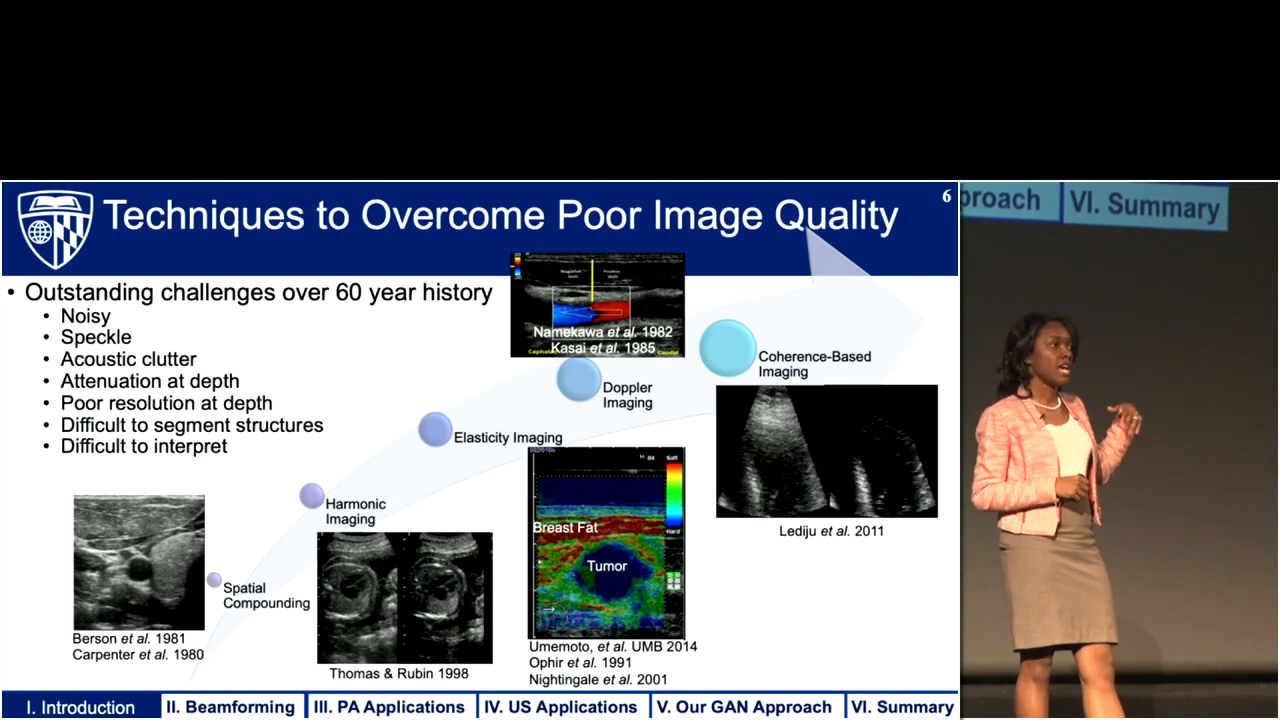 Techniques to Overcome Poor Image Quality
6
• Outstanding challenges over 60 year history
• Noisy
• Speckle
• Acoustic clutter
• Attenuation at depth
• Poor resolution at depth
• Difficult to segment structures
• Difficult to interpret
Berson et al. 1981
Carpenter et al. 1980
Spatial
Compounding
Harmonic
Imaging
Thomas & Rubin 1998
Elasticity Imaging
Breast Fat
Tumor
Soft
Hard
Umemoto, et al. UMB 2014
Ophir et al. 1991
Nightingale et al. 2001
Negative
Shift
Positive
Shift
Namekawa et al. 1982
Kasai et al. 1985
Caudal
Doppler
Imaging
Coherence-Based
Imaging
Lediju et al. 2011
I. Introduction
II. Beamforming
III. PA Applications
IV. US Applications
V. Our GAN Approach
VI. Summary
proach
VI. Summary